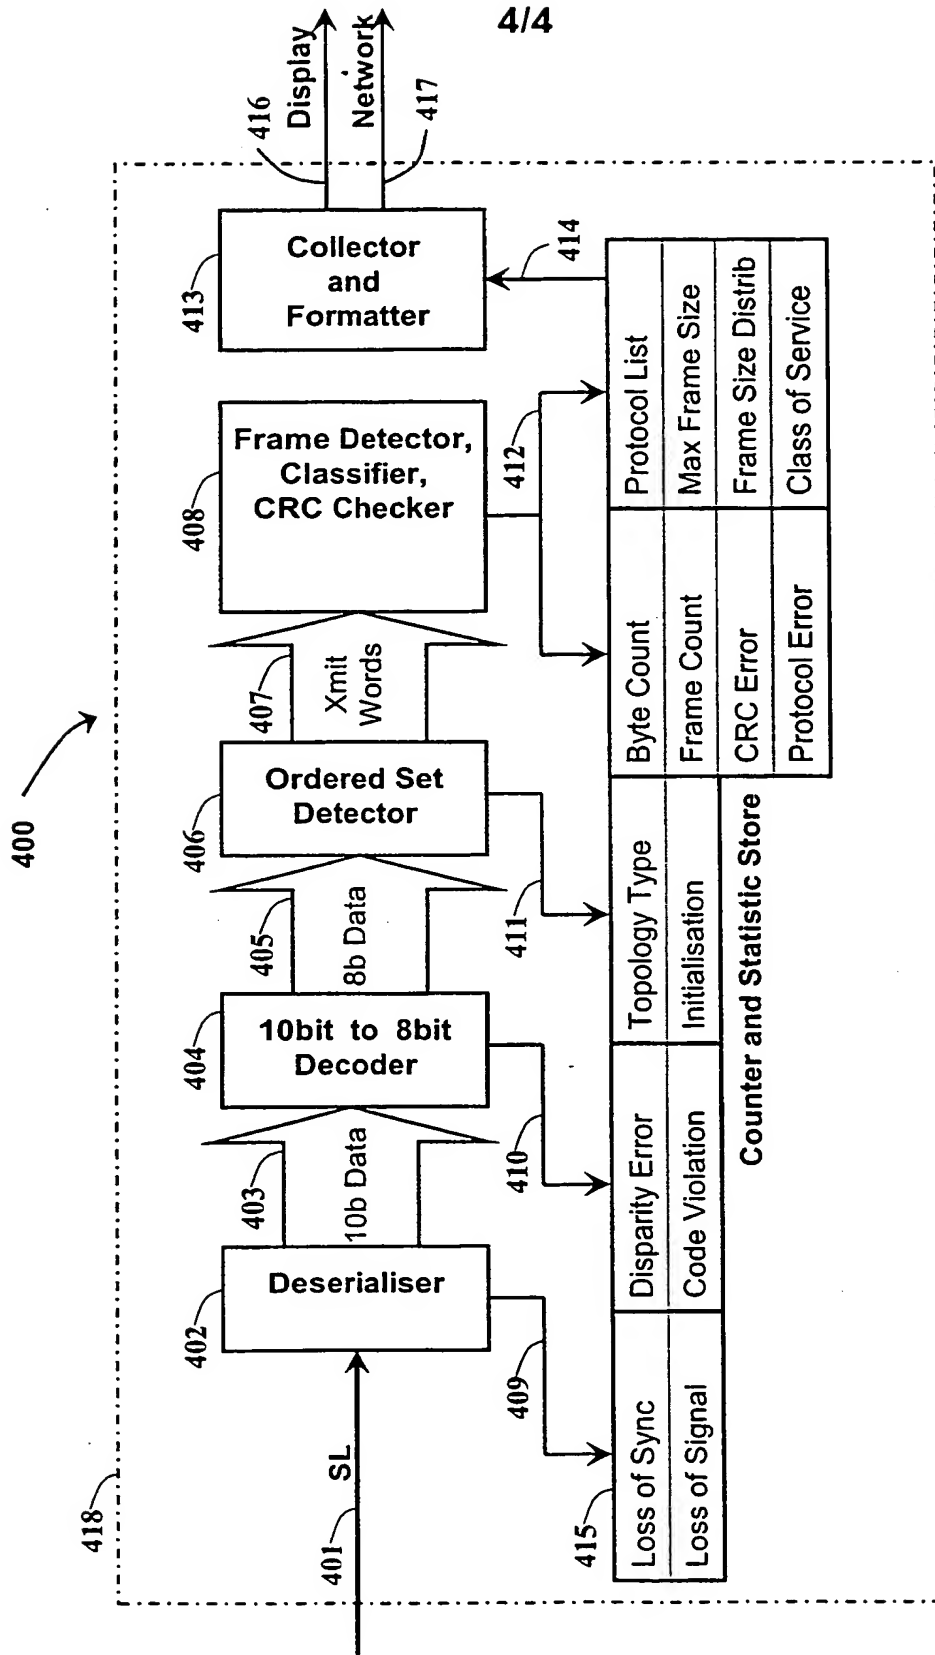 4/4
400
418
416
Display
Network
417
401
SL
402
Deserialiser
403
10b Data
404
10bit to 8bit
Decoder
405
8b Data
406
Ordered Set
Detector
407
Xmit
Words
408
Frame Detector,
Classifier,
CRC Checker
413
Collector
and
Formatter
409
410
411
412
414
415
Loss of Sync
Loss of Signal
Disparity Error
Code Violation
Topology Type
Initialisation
Byte Count
Frame Count
CRC Error
Protocol Error
Protocol List
Max Frame Size
Frame Size Distrib
Class of Service
Counter and Statistic Store